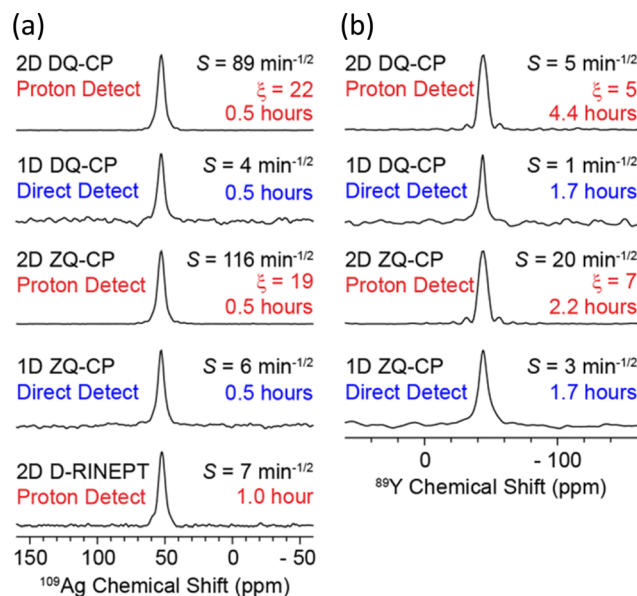 (a)
2D DQ-CP S = 89 min-1/2
Proton Detect ξ = 22
0.5 hours
1D DQ-CP S = 4 min-1/2
Direct Detect 0.5 hours
2D ZQ-CP S = 116 min-1/2
Proton Detect ξ = 19
0.5 hours
1D ZQ-CP S = 6 min-1/2
Direct Detect 0.5 hours
2D D-RINEPT S = 7 min-1/2
Proton Detect 1.0 hour
150 100 50 0 - 50
109Ag Chemical Shift (ppm)
(b)
2D DQ-CP S = 5 min-1/2
Proton Detect ξ = 5
4.4 hours
1D DQ-CP S = 1 min-1/2
Direct Detect 1.7 hours
2D ZQ-CP S = 20 min-1/2
Proton Detect ξ = 7
2.2 hours
1D ZQ-CP S = 3 min-1/2
Direct Detect 1.7 hours
0 - 100
89Y Chemical Shift (ppm)